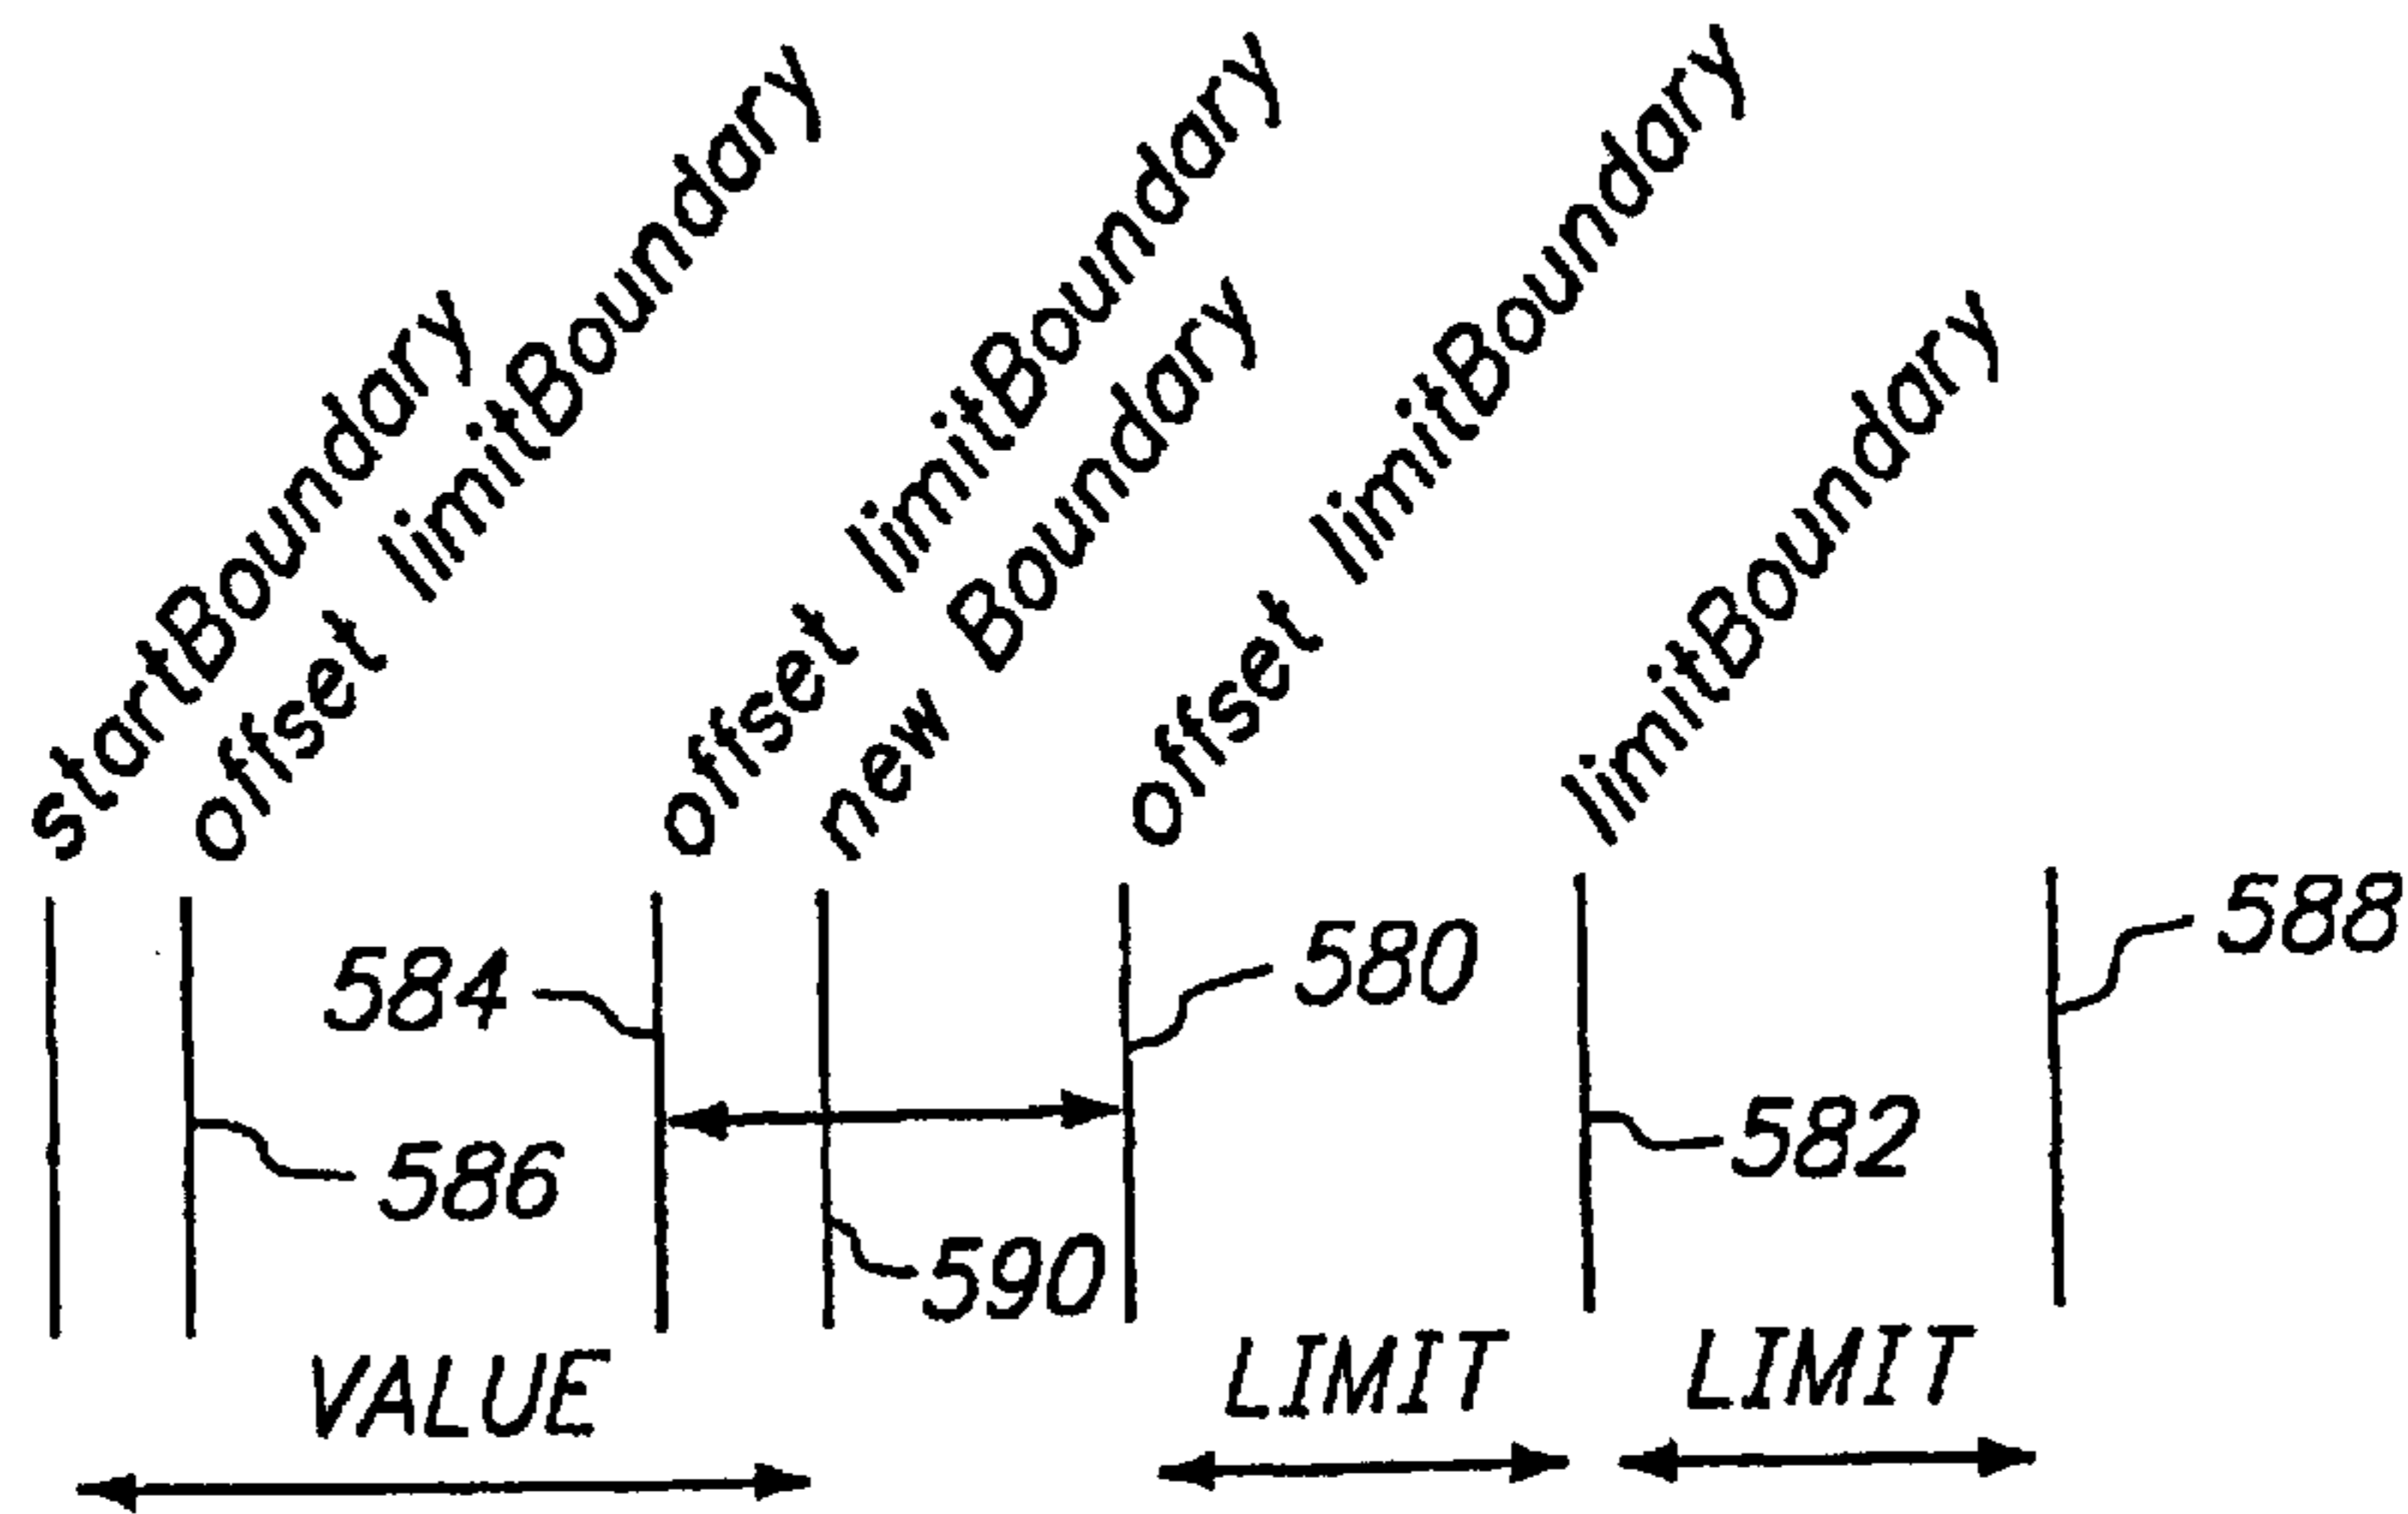 startBoundary
offset limitBoundary
offset limitBoundary
new Boundary
offset limitBoundary
limitBoundary
588
584
580
582
586
590
VALUE
LIMIT
LIMIT